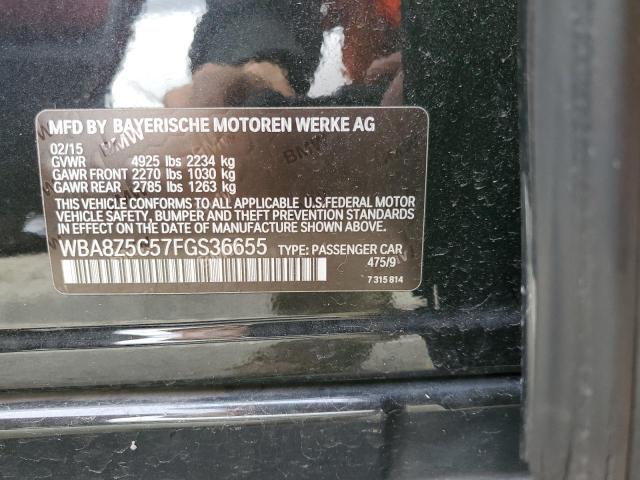 MFD BY BAYERISCHE MOTOREN WERKE AG
02/15
GVWR 4925 lbs 2234 kg
GAWR FRONT 2270 lbs 1030 kg
GAWR REAR 2785 lbs 1263 kg
THIS VEHICLE CONFORMS TO ALL APPLICABLE U.S.FEDERAL MOTOR
VEHICLE SAFETY, BUMPER AND THEFT PREVENTION STANDARDS
IN EFFECT ON THE DATE OF MANUFACTURE SHOWN ABOVE.
WBA8Z5C57FGS36655 TYPE: PASSENGER CAR
475/9
7 315 814
BMW
BMW
BMW